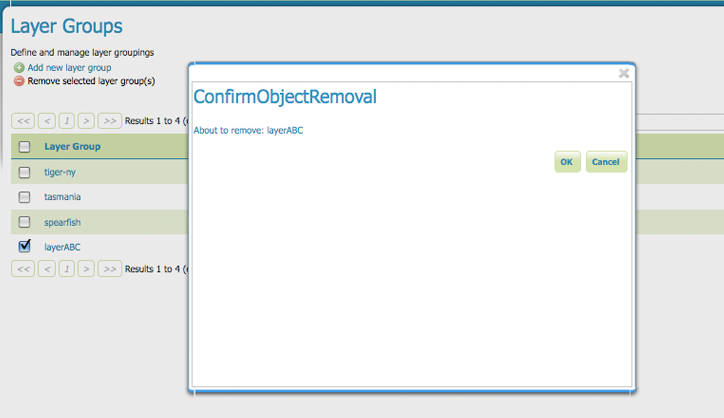 Layer Groups
Define and manage layer groupings
Add new layer group
Remove selected layer group(s)
<< < 1 > >> Results 1 to 4 (
Layer Group
tiger-ny
tasmania
spearfish
layerABC
<< < 1 > >> Results 1 to 4 (
ConfirmObjectRemoval
About to remove: layerABC
OK Cancel